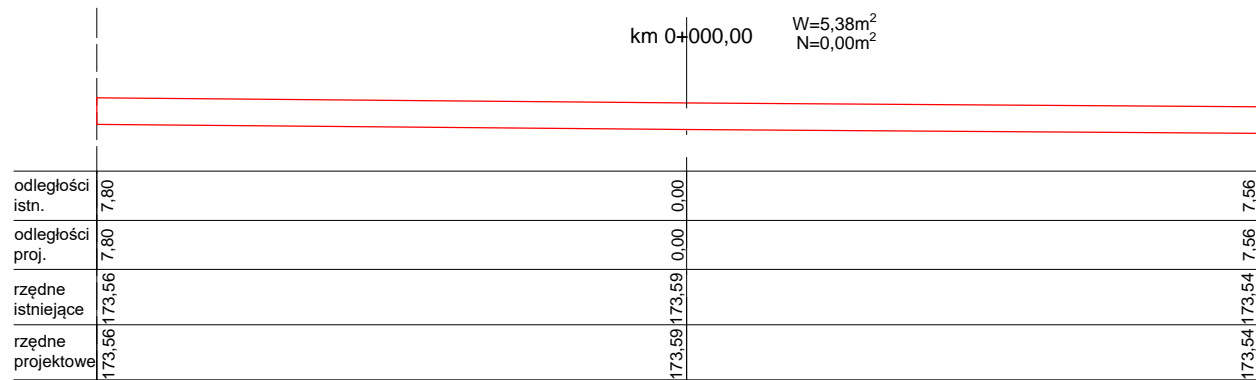 km 0+000,00
W=5,38m²
N=0,00m²
odległości
istn.
7,80
0,00
7,56
odległości
proj.
7,80
0,00
7,56
rzędne
istniejące
173,56
173,59
173,54
rzędne
projektowe
173,56
173,59
173,54